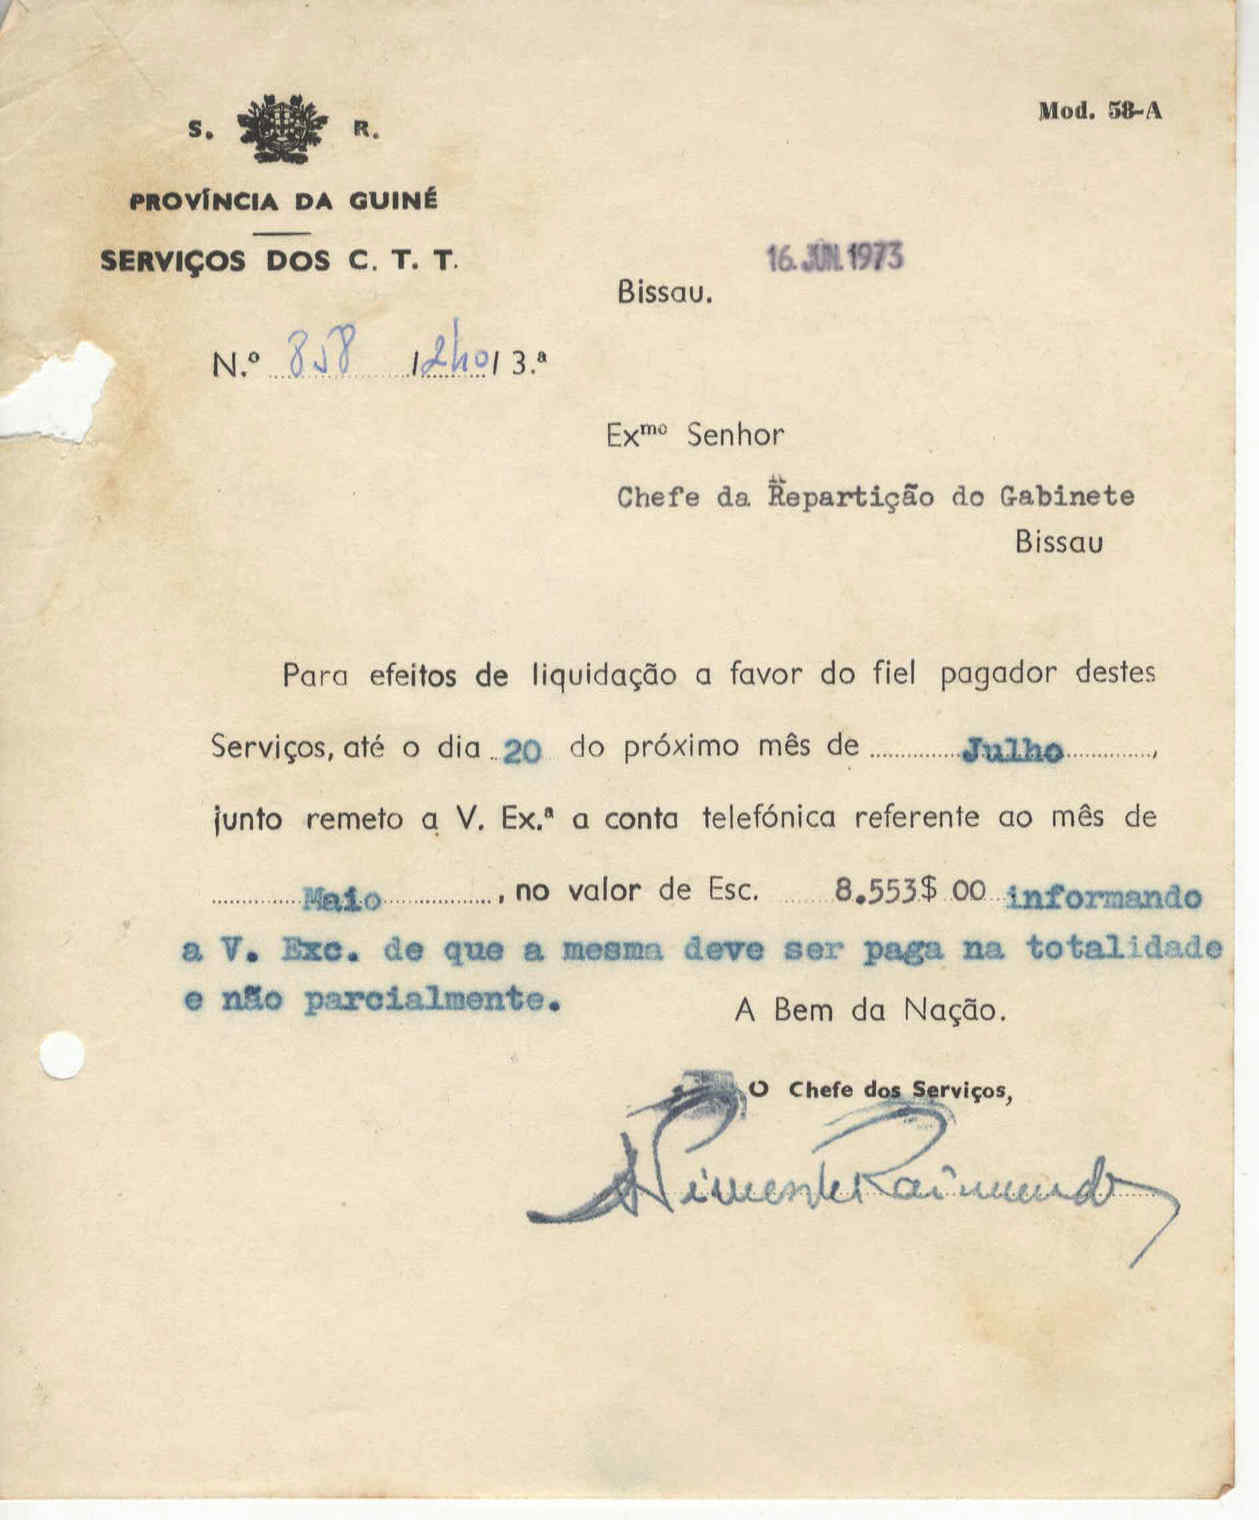 S. R.
Mod. 58-A
PROVÍNCIA DA GUINÉ
SERVIÇOS DOS C. T. T.
16. JUN. 1973
Bissau.
N.º 858 /240/ 3.ª
Exmo Senhor
Chefe da Repartição do Gabinete
Bissau
Para efeitos de liquidação a favor do fiel pagador destes
Serviços, até o dia 20 do próximo mês de Julho,
junto remeto a V. Ex.ª a conta telefónica referente ao mês de
Maio, no valor de Esc. 8.553$00 informando
a V. Exc. de que a mesma deve ser paga na totalidade
e não parcialmente.
A Bem da Nação.
O Chefe dos Serviços,
Pimentel Raimundo